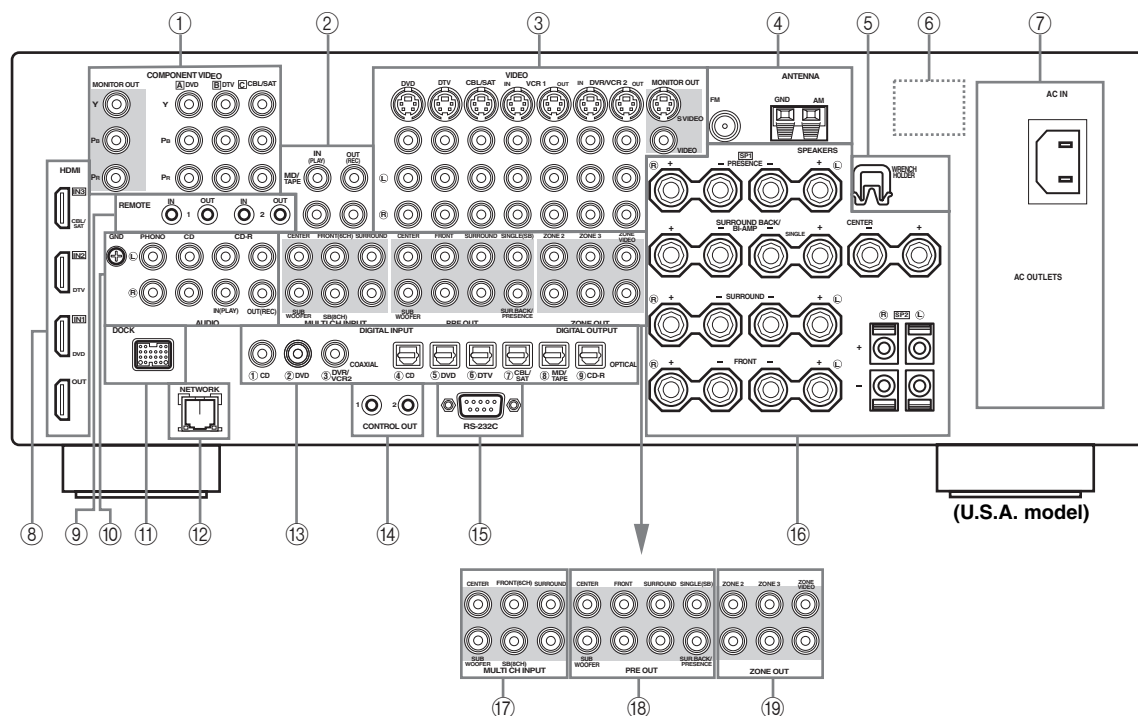 ① ② ③ ④ ⑤ ⑥ ⑦
COMPONENT VIDEO
MONITOR OUT A DVD B DTV C CBL/SAT
Y Y
PB PB
PR PR
VIDEO
DVD DTV CBL/SAT IN VCR 1 OUT IN DVR/VCR 2 OUT MONITOR OUT
S VIDEO
VIDEO
L
R
IN (PLAY) OUT (REC)
MD/TAPE
ANTENNA
FM GND AM
AC IN
AC OUTLETS
WRENCH HOLDER
SPEAKERS
SP1
R + – PRESENCE – + L
SURROUND BACK/BI-AMP
+ – – SINGLE +
CENTER
– +
R + – SURROUND – + L
R + – FRONT – + L
R SP2 L
+
–
HDMI
IN3
CBL/SAT
IN2
DTV
IN1
DVD
OUT
REMOTE IN 1 OUT IN 2 OUT
GND PHONO CD CD-R
L
R
IN(PLAY) OUT(REC)
AUDIO
CENTER FRONT(6CH) SURROUND
SUB WOOFER SB(8CH)
MULTI CH INPUT
CENTER FRONT SURROUND SINGLE(SB)
SUB WOOFER SUR.BACK/PRESENCE
PRE OUT
ZONE 2 ZONE 3 ZONE VIDEO
ZONE OUT
DOCK
DIGITAL INPUT DIGITAL OUTPUT
COAXIAL OPTICAL
① CD ② DVD ③ DVR/VCR2 ④ CD ⑤ DVD ⑥ DTV ⑦ CBL/SAT ⑧ MD/TAPE ⑨ CD-R
NETWORK
1 2
CONTROL OUT
RS-232C
(U.S.A. model)
⑧ ⑨ ⑩ ⑪ ⑫ ⑬ ⑭ ⑮ ⑯
CENTER FRONT(6CH) SURROUND
SUB WOOFER SB(8CH)
MULTI CH INPUT
CENTER FRONT SURROUND SINGLE(SB)
SUB WOOFER SUR.BACK/PRESENCE
PRE OUT
ZONE 2 ZONE 3 ZONE VIDEO
ZONE OUT
⑰ ⑱ ⑲